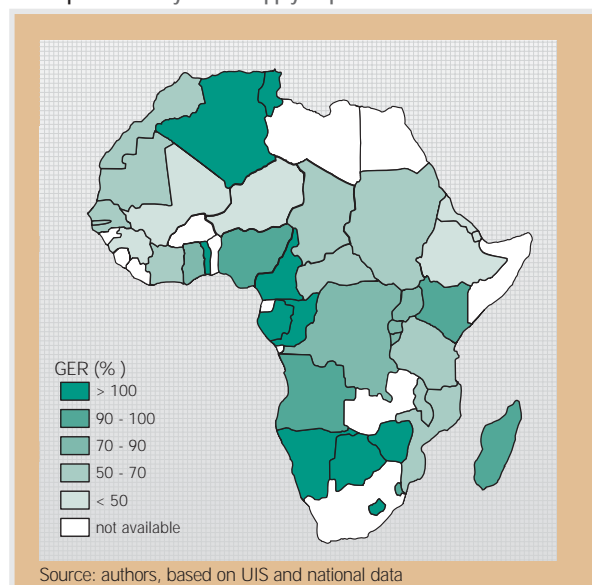 GER (%)
> 100
90 - 100
70 - 90
50 - 70
< 50
not available
Source: authors, based on UIS and national data